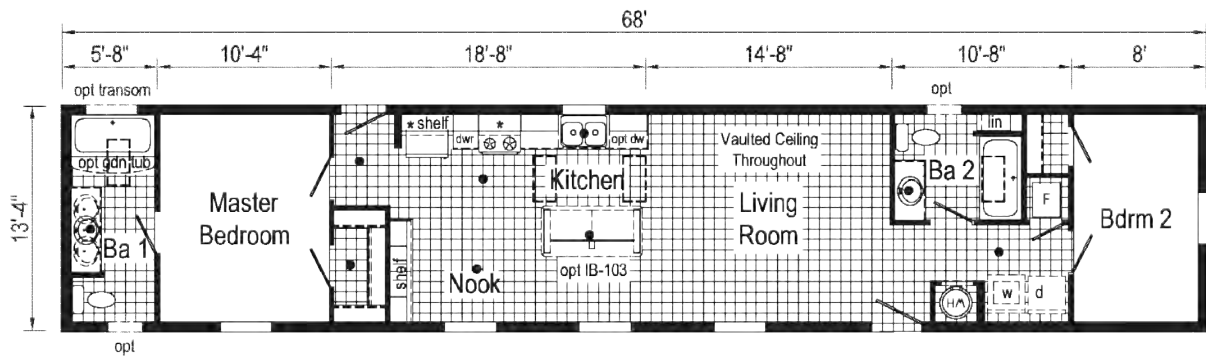 68'
5'-8"
10'-4"
18'-8"
14'-8"
10'-8"
8'
opt transom
opt
13'-4"
opt gdn tub
Ba 1
opt
Master
Bedroom
* shelf
dwr
*
opt dw
Kitchen
shelf
Nook
opt IB-103
Vaulted Ceiling
Throughout
Living
Room
lin
Ba 2
F
Bdrm 2
HW
w
d